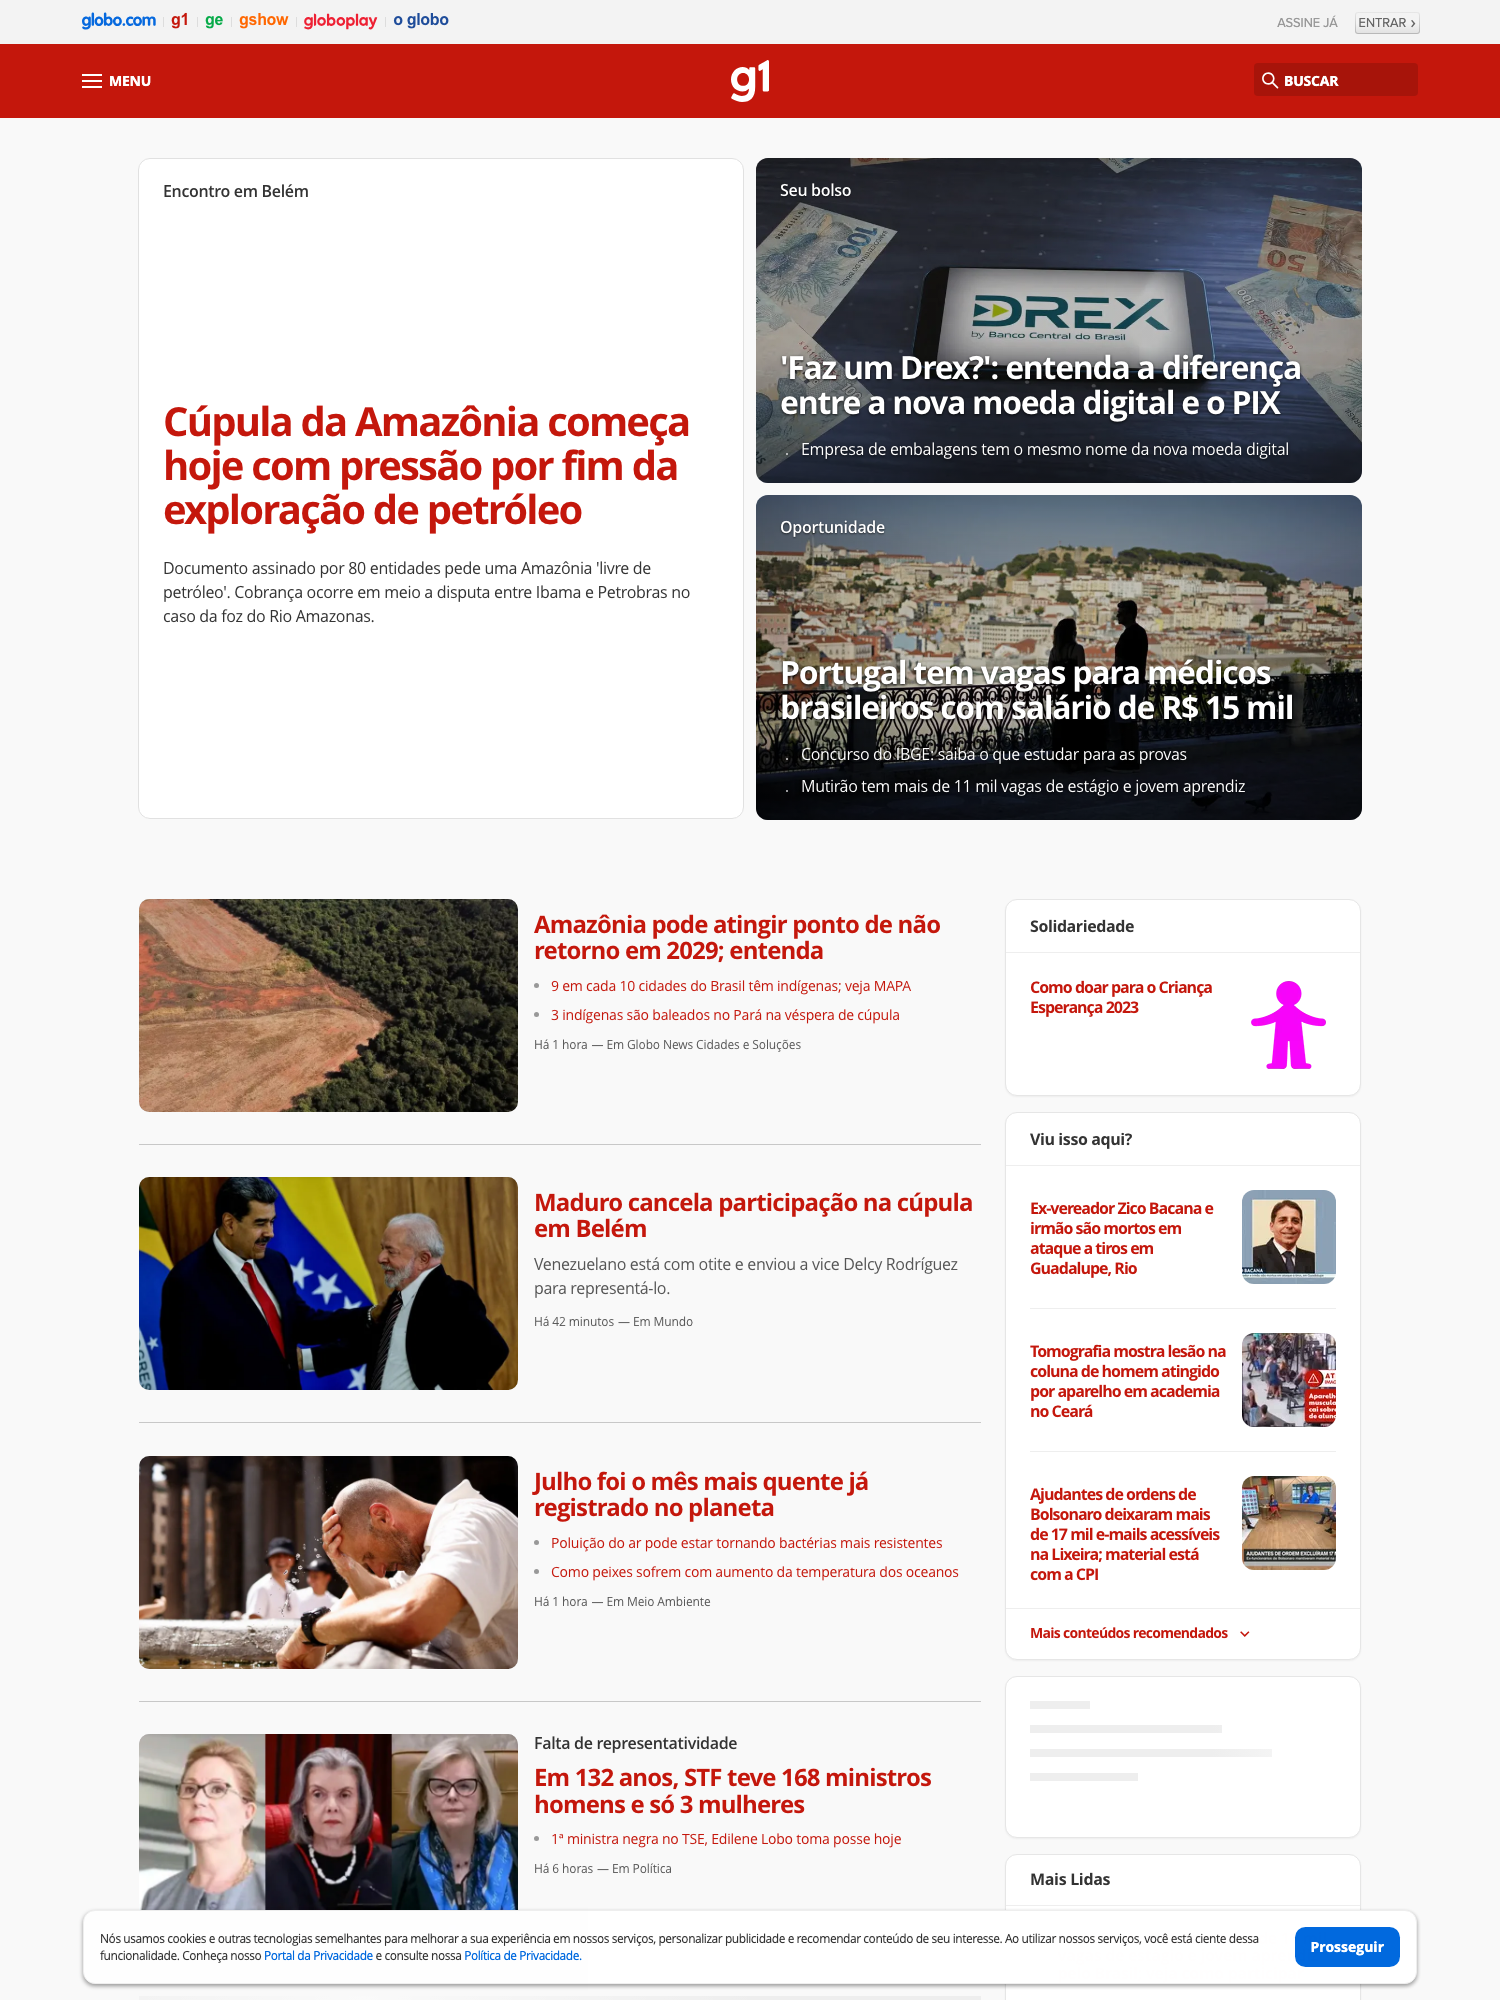 globo.com g1 ge gshow globoplay o globo
ASSINE JÁ ENTRAR ›
MENU
g1
BUSCAR
Encontro em Belém
Cúpula da Amazônia começa
hoje com pressão por fim da
exploração de petróleo
Documento assinado por 80 entidades pede uma Amazônia 'livre de
petróleo'. Cobrança ocorre em meio a disputa entre Ibama e Petrobras no
caso da foz do Rio Amazonas.
Seu bolso
100
50
DREX
by Banco Central do Brasil
'Faz um Drex?': entenda a diferença
entre a nova moeda digital e o PIX
Empresa de embalagens tem o mesmo nome da nova moeda digital
Oportunidade
Portugal tem vagas para médicos
brasileiros com salário de R$ 15 mil
Concurso do IBGE: saiba o que estudar para as provas
Mutirão tem mais de 11 mil vagas de estágio e jovem aprendiz
Amazônia pode atingir ponto de não
retorno em 2029; entenda
9 em cada 10 cidades do Brasil têm indígenas; veja MAPA
3 indígenas são baleados no Pará na véspera de cúpula
Há 1 hora — Em Globo News Cidades e Soluções
Maduro cancela participação na cúpula
em Belém
Venezuelano está com otite e enviou a vice Delcy Rodríguez
para representá-lo.
Há 42 minutos — Em Mundo
Julho foi o mês mais quente já
registrado no planeta
Poluição do ar pode estar tornando bactérias mais resistentes
Como peixes sofrem com aumento da temperatura dos oceanos
Há 1 hora — Em Meio Ambiente
Falta de representatividade
Em 132 anos, STF teve 168 ministros
homens e só 3 mulheres
1ª ministra negra no TSE, Edilene Lobo toma posse hoje
Há 6 horas — Em Política
Solidariedade
Como doar para o Criança
Esperança 2023
Viu isso aqui?
Ex-vereador Zico Bacana e
irmão são mortos em
ataque a tiros em
Guadalupe, Rio
BACANA
Tomografia mostra lesão na
coluna de homem atingido
por aparelho em academia
no Ceará
Ajudantes de ordens de
Bolsonaro deixaram mais
de 17 mil e-mails acessíveis
na Lixeira; material está
com a CPI
AJUDANTES DE ORDEM EXCLUÍRAM
Mais conteúdos recomendados
Mais Lidas
Nós usamos cookies e outras tecnologias semelhantes para melhorar a sua experiência em nossos serviços, personalizar publicidade e recomendar conteúdo de seu interesse. Ao utilizar nossos serviços, você está ciente dessa
funcionalidade. Conheça nosso Portal da Privacidade e consulte nossa Política de Privacidade.
Prosseguir